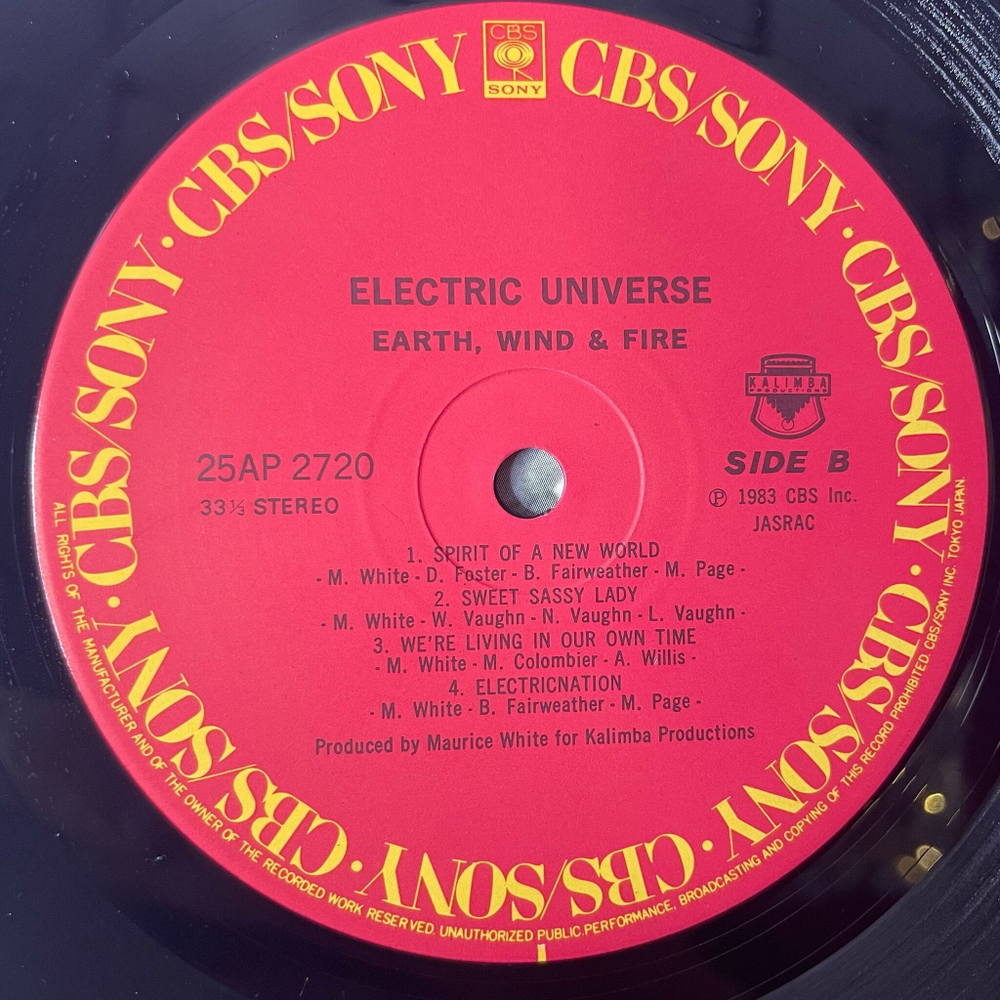 CBS
SONY
CBS/SONY · CBS/SONY · CBS/SONY · CBS/SONY · CBS/SONY · CBS/SONY · CBS/SONY · CBS/SONY · CBS/SONY
ELECTRIC UNIVERSE
EARTH, WIND & FIRE
KALIMBA
PRODUCTIONS
25AP 2720
SIDE B
33⅓ STEREO
Ⓟ 1983 CBS Inc.
JASRAC
1. SPIRIT OF A NEW WORLD
- M. White - D. Foster - B. Fairweather - M. Page -
2. SWEET SASSY LADY
- M. White - W. Vaughn - N. Vaughn - L. Vaughn -
3. WE'RE LIVING IN OUR OWN TIME
- M. White - M. Colombier - A. Willis -
4. ELECTRICNATION
- M. White - B. Fairweather - M. Page -
Produced by Maurice White for Kalimba Productions
ALL RIGHTS OF THE MANUFACTURER AND OF THE OWNER OF THE RECORDED WORK RESERVED. UNAUTHORIZED PUBLIC PERFORMANCE, BROADCASTING AND COPYING OF THIS RECORD PROHIBITED. CBS/SONY INC. TOKYO JAPAN.